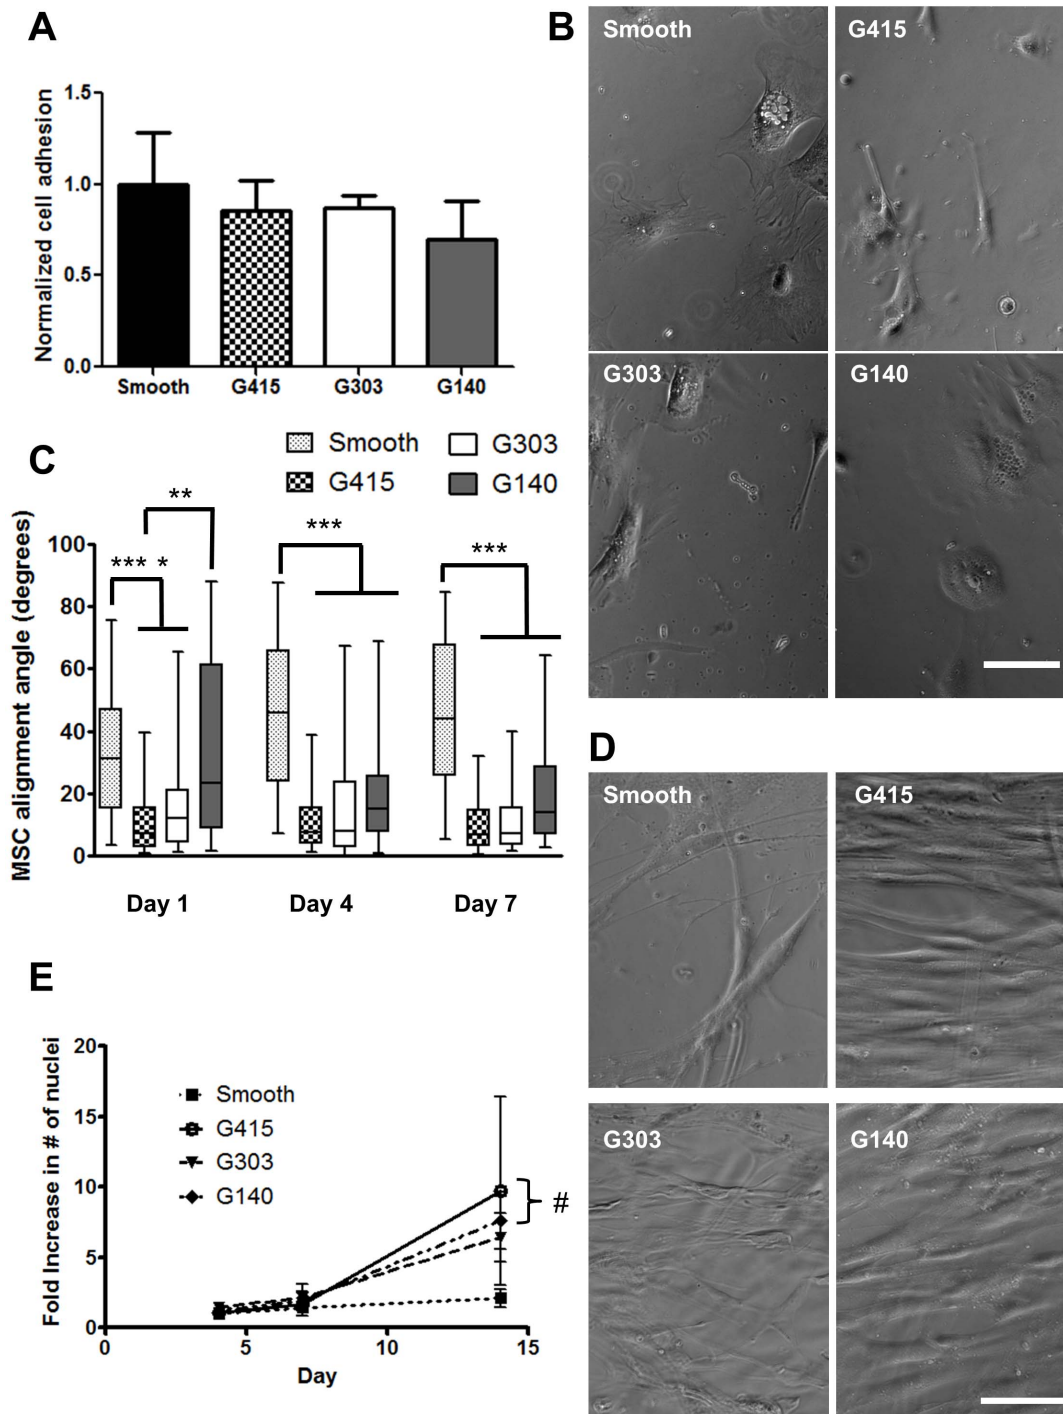 A
Normalized cell adhesion
1.5
1.0
0.5
0.0
Smooth G415 G303 G140
B
Smooth
G415
G303
G140
C
Smooth
G303
G415
G140
MSC alignment angle (degrees)
100
80
60
40
20
0
*** *
**
***
***
Day 1 Day 4 Day 7
D
Smooth
G415
G303
G140
E
Fold Increase in # of nuclei
20
15
10
5
0
Smooth
G415
G303
G140
#
0 5 10 15
Day